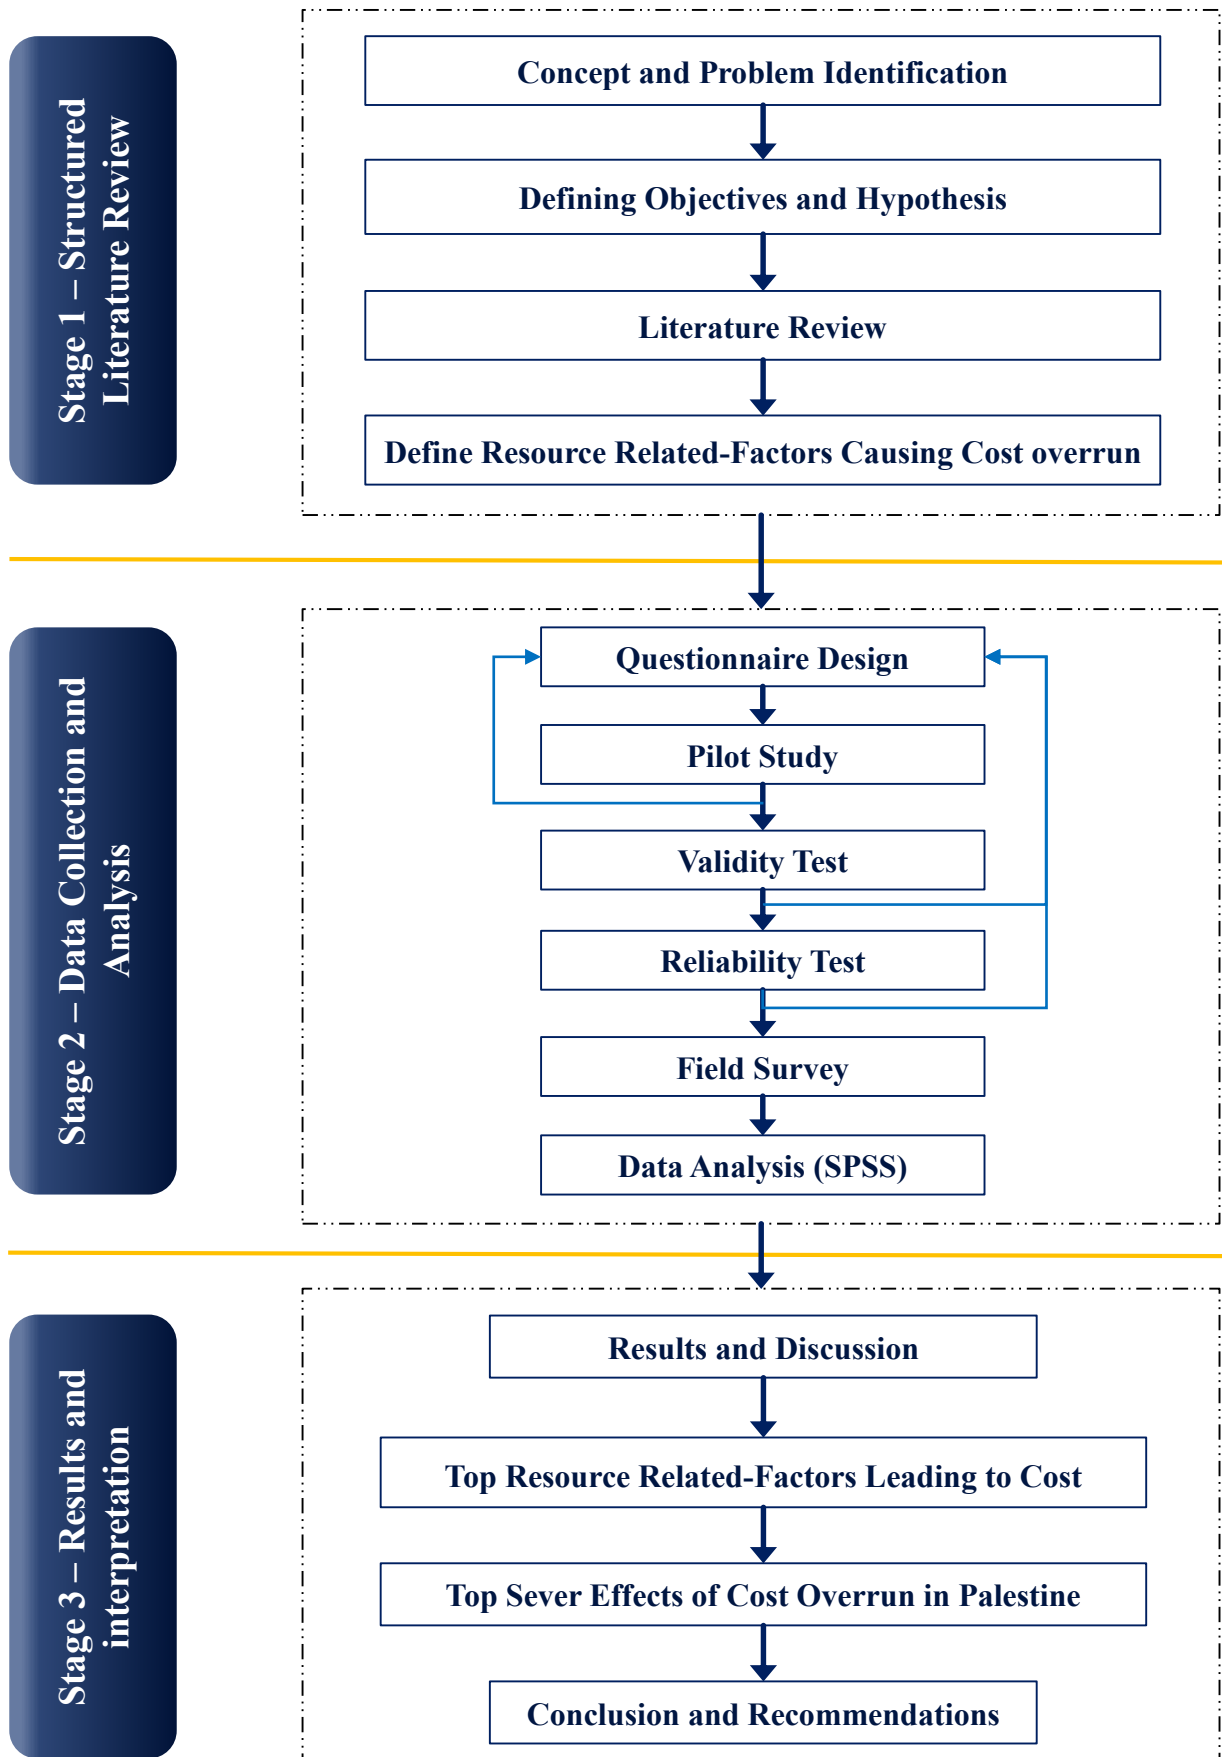 Stage 1 – Structured
Literature Review
Concept and Problem Identification
Defining Objectives and Hypothesis
Literature Review
Define Resource Related-Factors Causing Cost overrun
Stage 2 – Data Collection and
Analysis
Questionnaire Design
Pilot Study
Validity Test
Reliability Test
Field Survey
Data Analysis (SPSS)
Stage 3 – Results and
interpretation
Results and Discussion
Top Resource Related-Factors Leading to Cost
Top Sever Effects of Cost Overrun in Palestine
Conclusion and Recommendations